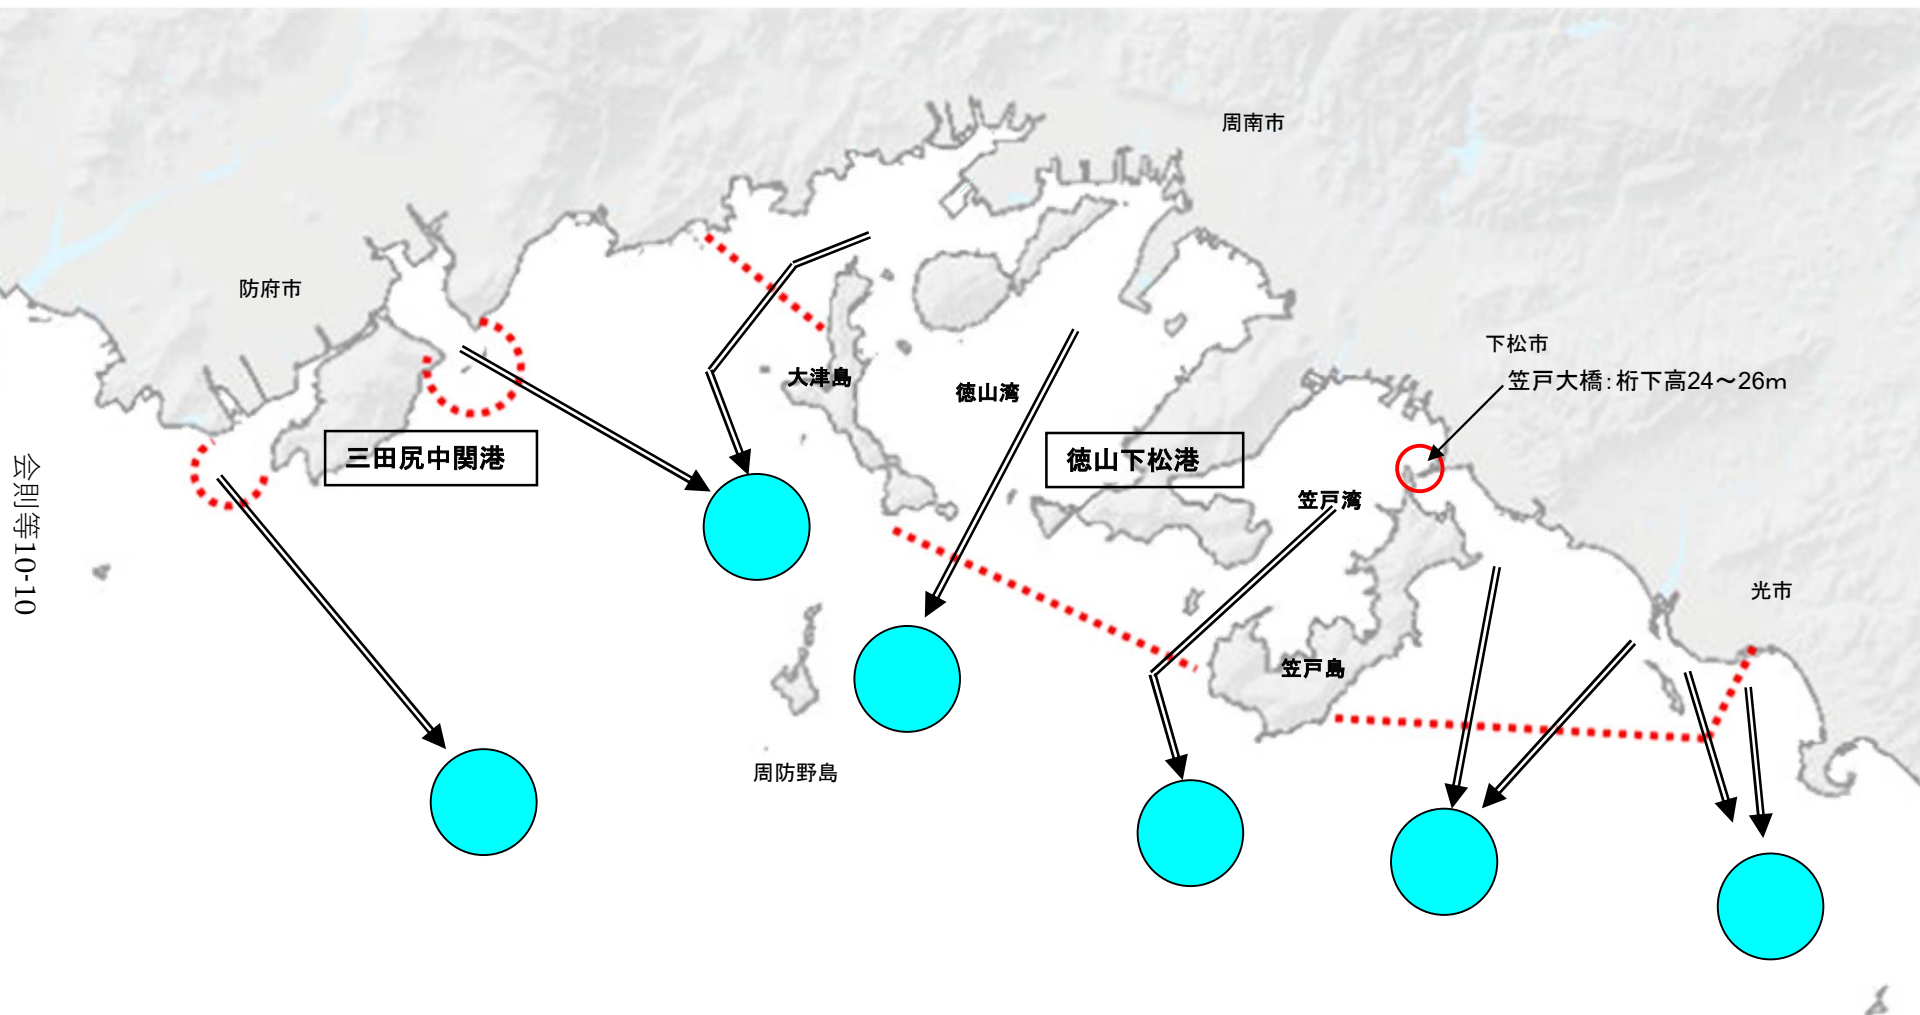 周南市
防府市
下松市
笠戸大橋：桁下高24～26m
大津島
徳山湾
三田尻中関港
徳山下松港
笠戸湾
会則等10-10
光市
笠戸島
周防野島